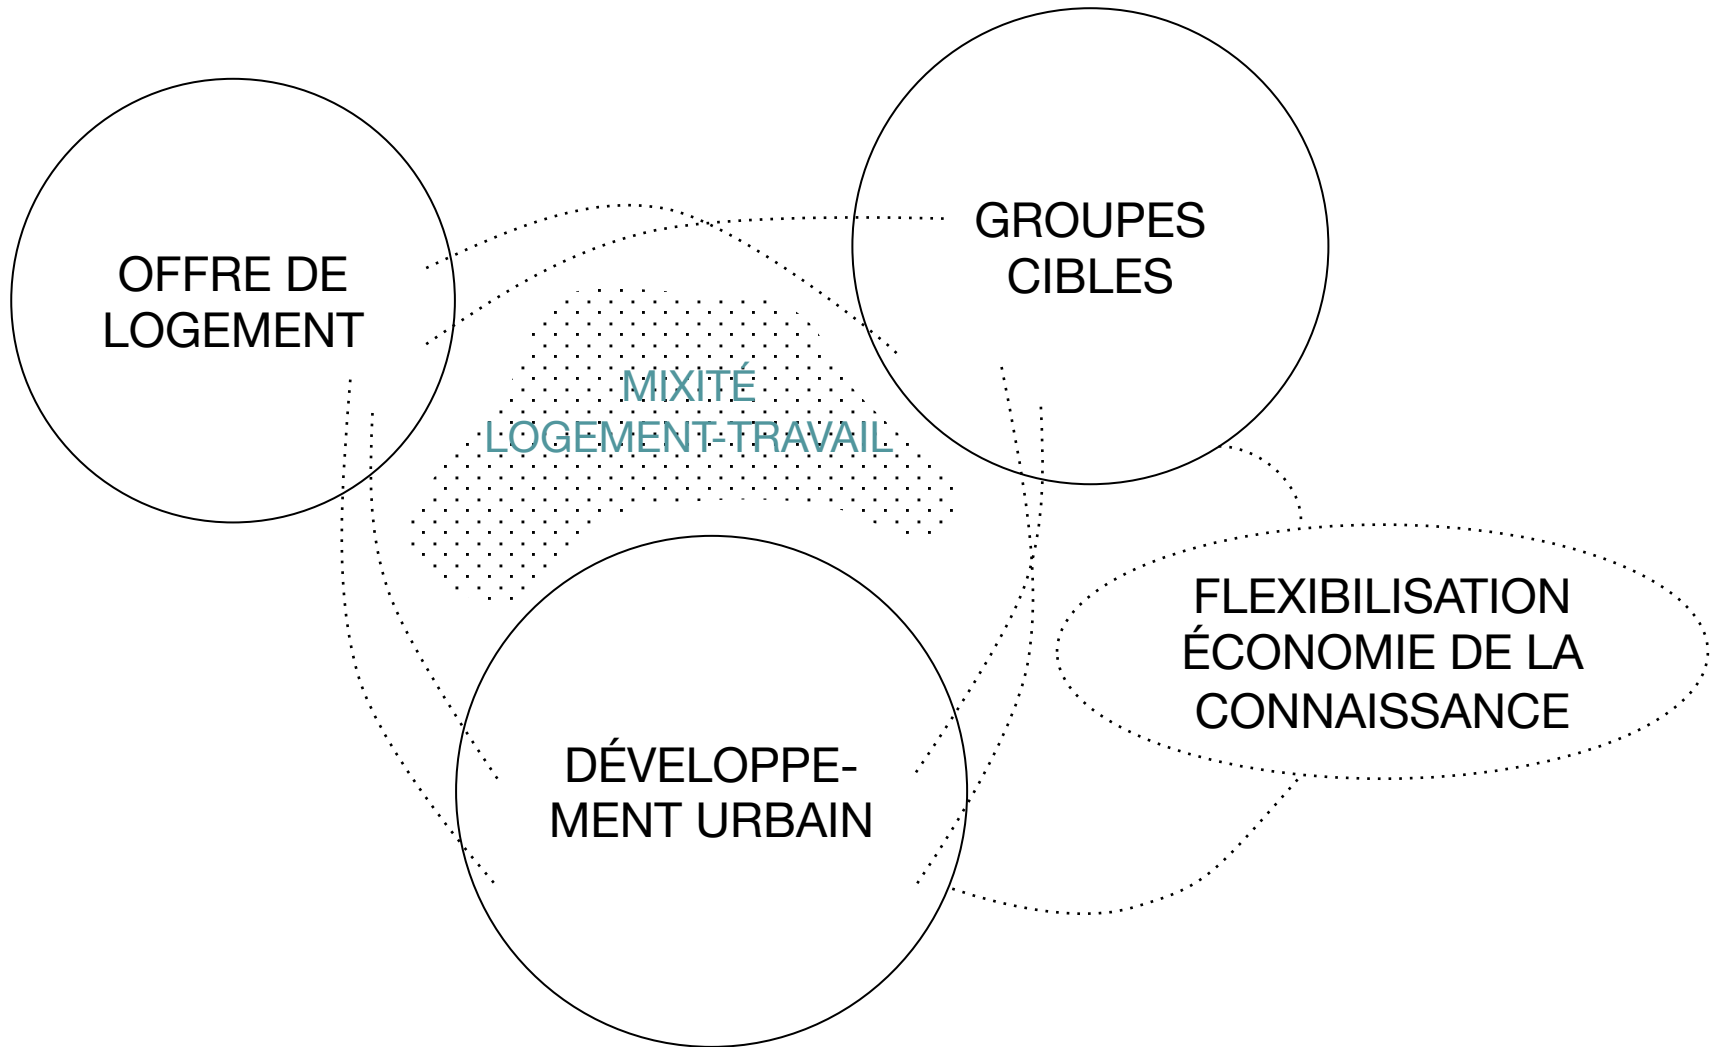 OFFRE DE
LOGEMENT
GROUPES
CIBLES
MIXITÉ
LOGEMENT-TRAVAIL
FLEXIBILISATION
ÉCONOMIE DE LA
CONNAISSANCE
DÉVELOPPE-
MENT URBAIN